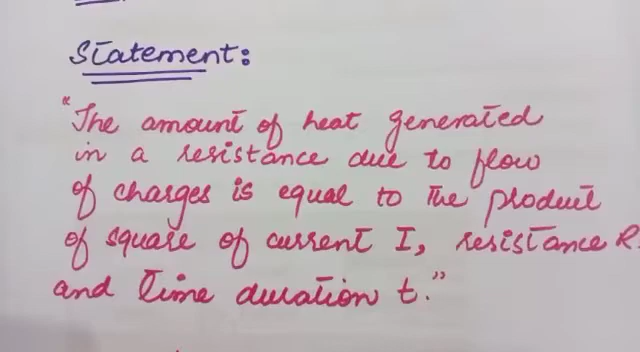 Statement:
"The amount of heat generated
in a resistance due to flow
of charges is equal to the product
of square of current I, resistance R
and time duration t."